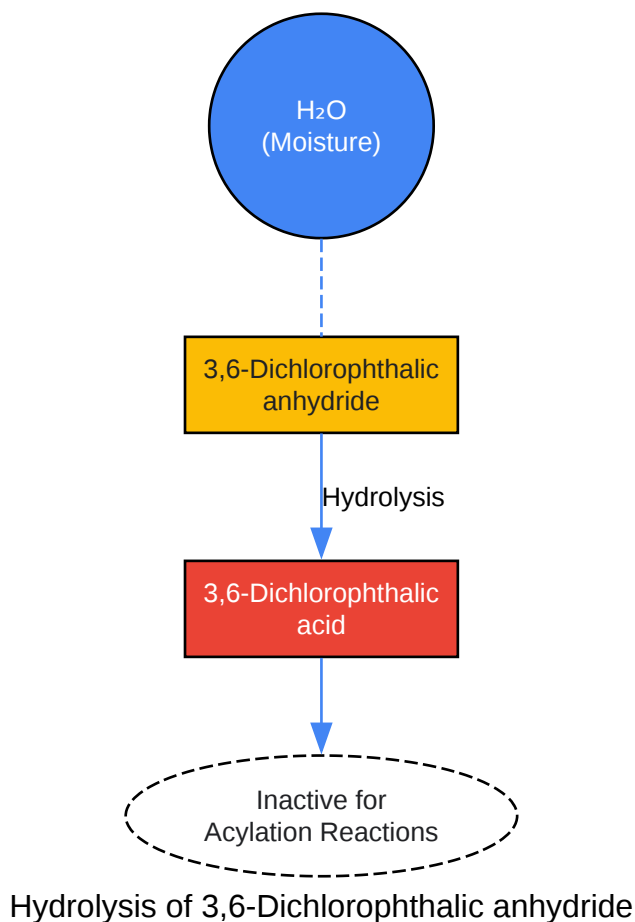 H₂O
(Moisture)
3,6-Dichlorophthalic
anhydride
Hydrolysis
3,6-Dichlorophthalic
acid
Inactive for
Acylation Reactions
Hydrolysis of 3,6-Dichlorophthalic anhydride